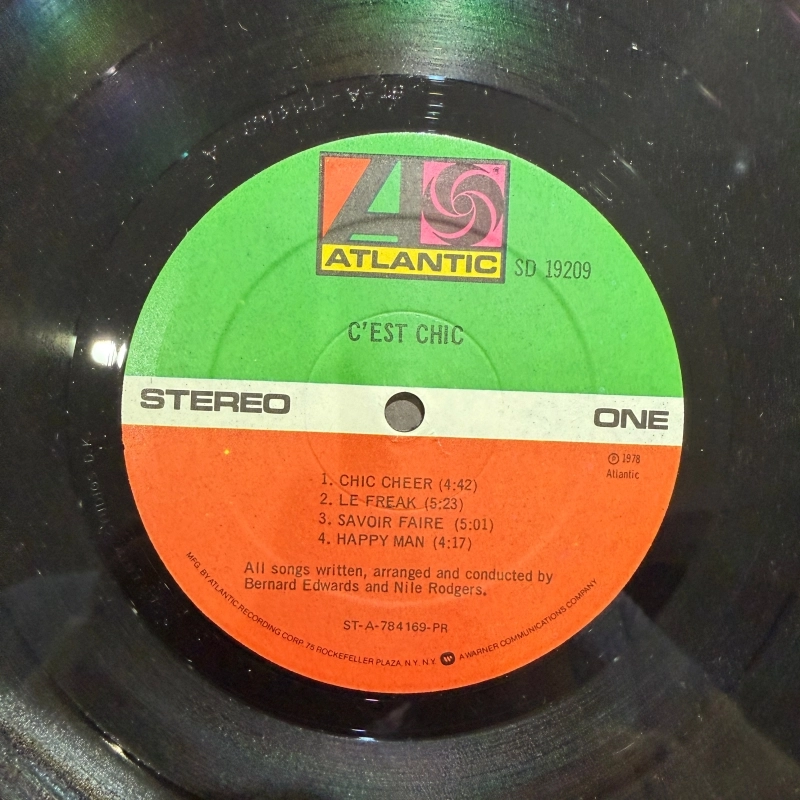 ATLANTIC
SD 19209
C'EST CHIC
STEREO
ONE
℗ 1978
Atlantic
1. CHIC CHEER (4:42)
2. LE FREAK (5:23)
3. SAVOIR FAIRE (5:01)
4. HAPPY MAN (4:17)
All songs written, arranged and conducted by
Bernard Edwards and Nile Rodgers.
ST-A-784169-PR
MFG. BY ATLANTIC RECORDING CORP. 75 ROCKEFELLER PLAZA, N.Y. N.Y. A WARNER COMMUNICATIONS COMPANY